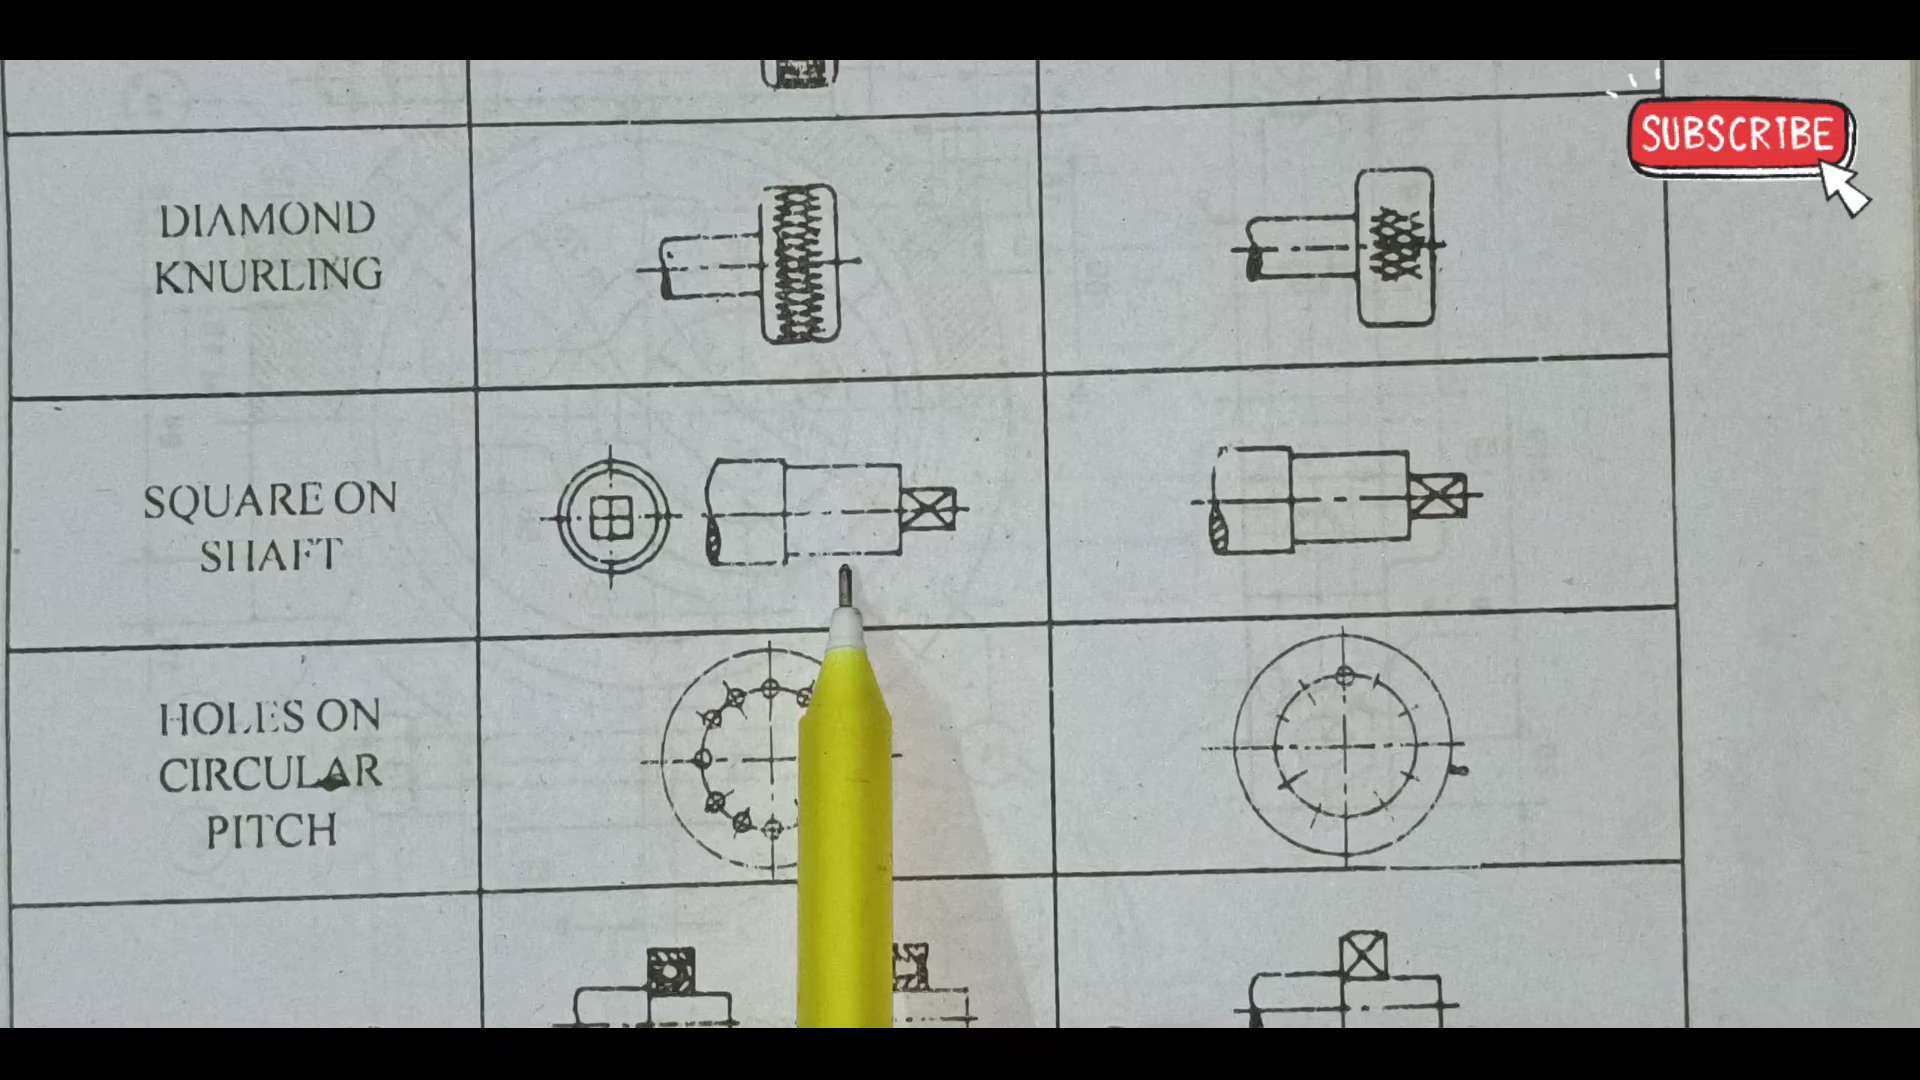 SUBSCRIBE
DIAMOND
KNURLING
SQUARE ON
SHAFT
HOLES ON
CIRCULAR
PITCH